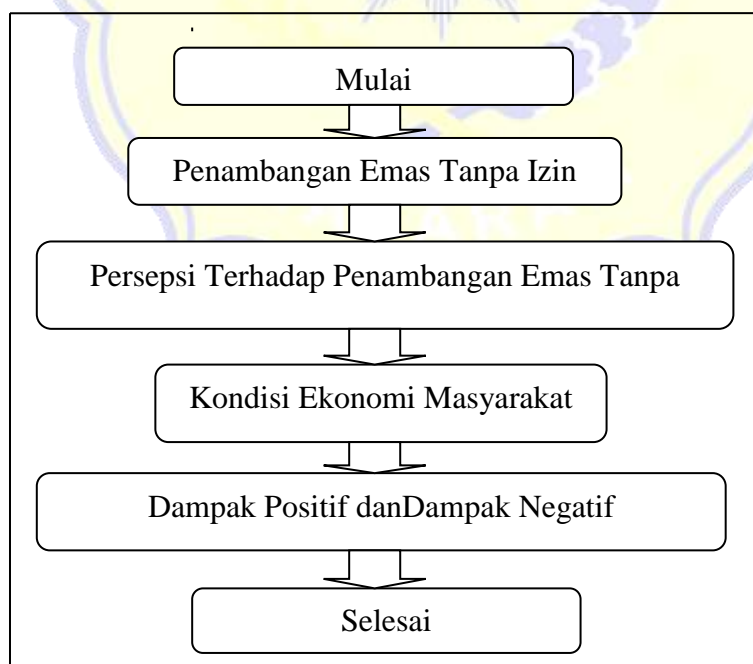 Mulai
Penambangan Emas Tanpa Izin
Persepsi Terhadap Penambangan Emas Tanpa
Kondisi Ekonomi Masyarakat
Dampak Positif danDampak Negatif
Selesai